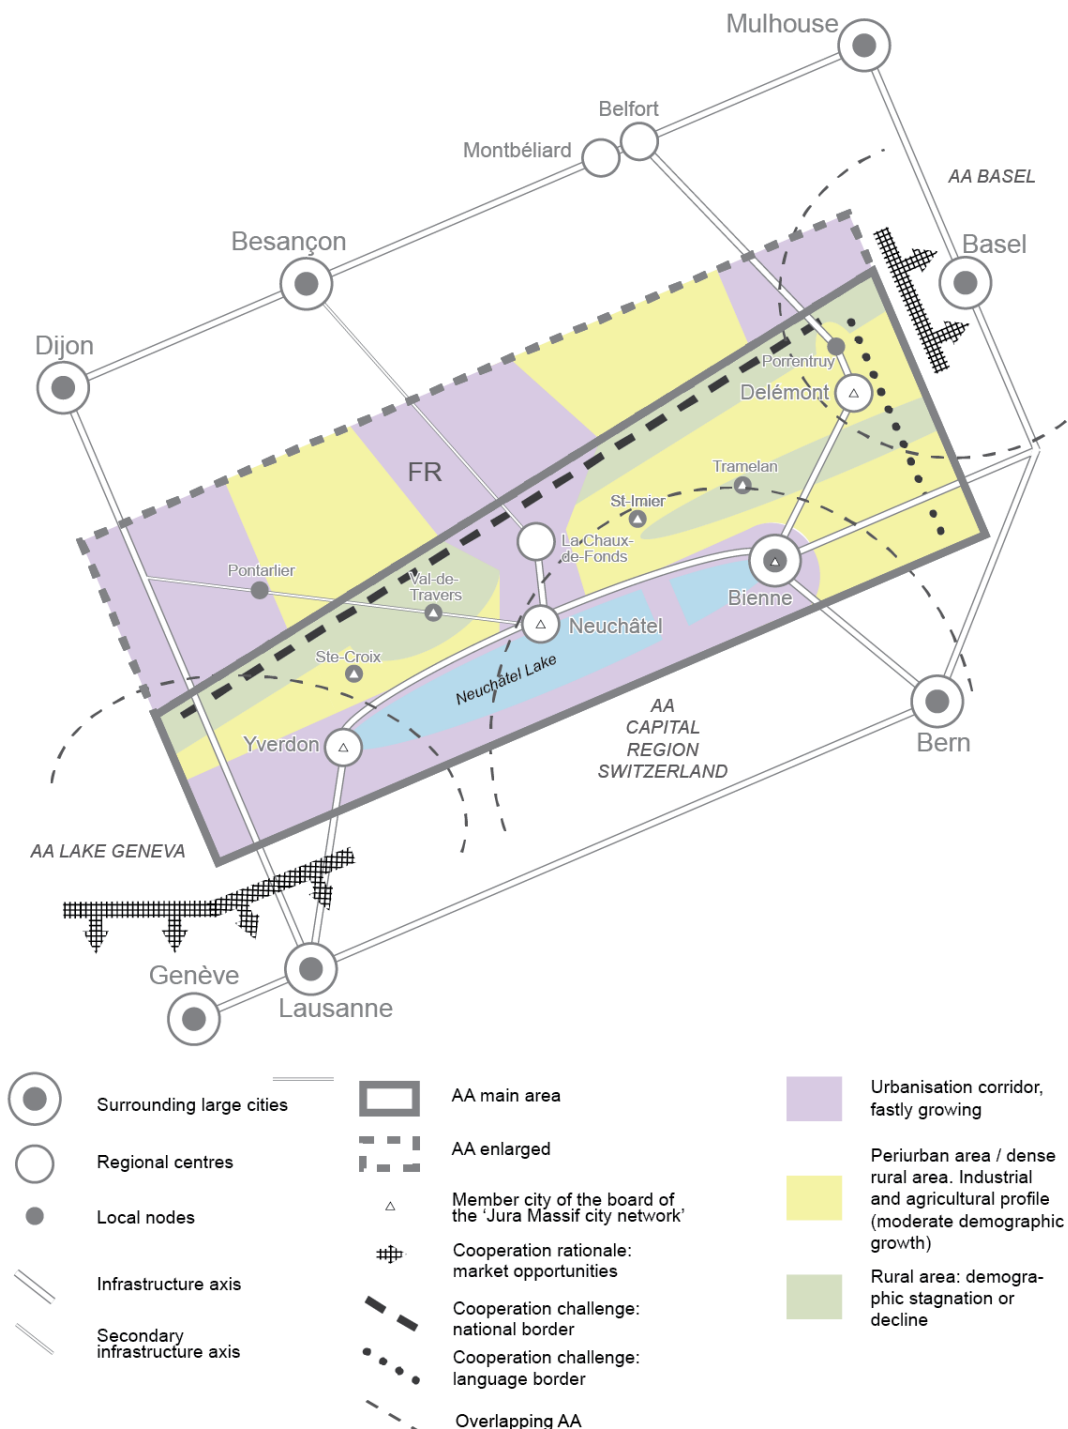 Mulhouse
Belfort
Montbéliard
AA BASEL
Besançon
Basel
Dijon
Porrentruy
Delémont
FR
Tramelan
St-Imier
La-Chaux-
de-Fonds
Pontarlier
Val-de-
Travers
Bienne
Neuchâtel
Ste-Croix
Neuchâtel Lake
AA
CAPITAL
REGION
SWITZERLAND
Yverdon
Bern
AA LAKE GENEVA
Genève
Lausanne
Surrounding large cities
Regional centres
Local nodes
Infrastructure axis
Secondary
infrastructure axis
AA main area
AA enlarged
Member city of the board of
the ‘Jura Massif city network’
Cooperation rationale:
market opportunities
Cooperation challenge:
national border
Cooperation challenge:
language border
Overlapping AA
Urbanisation corridor,
fastly growing
Periurban area / dense
rural area. Industrial
and agricultural profile
(moderate demographic
growth)
Rural area: demogra-
phic stagnation or
decline